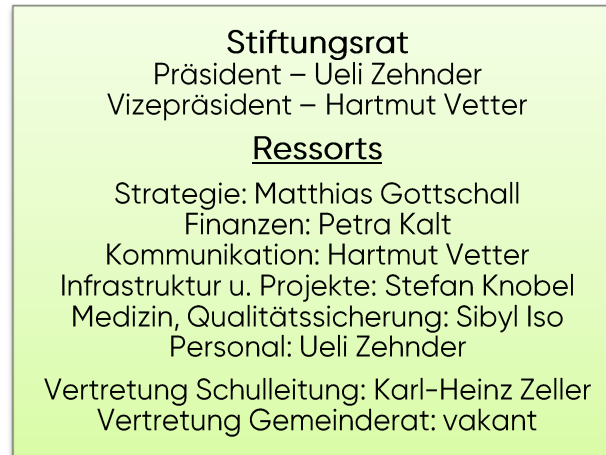 Stiftungsrat
Präsident – Ueli Zehnder
Vizepräsident – Hartmut Vetter
Ressorts
Strategie: Matthias Gottschall
Finanzen: Petra Kalt
Kommunikation: Hartmut Vetter
Infrastruktur u. Projekte: Stefan Knobel
Medizin, Qualitätssicherung: Sibyl Iso
Personal: Ueli Zehnder
Vertretung Schulleitung: Karl-Heinz Zeller
Vertretung Gemeinderat: vakant